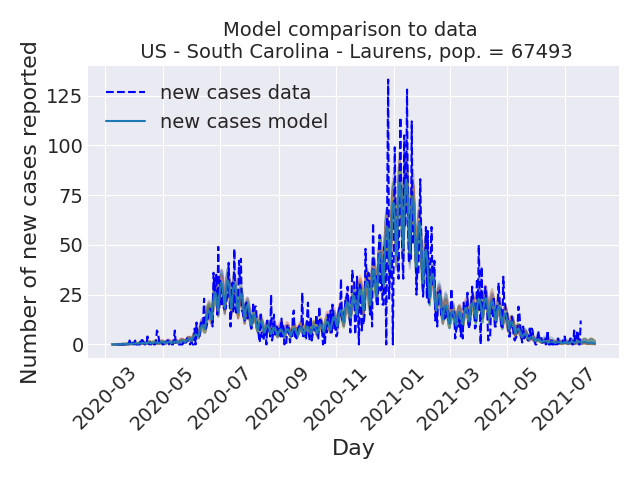 Model comparison to data
US - South Carolina - Laurens, pop. = 67493
Number of new cases reported
125
100
75
50
25
0
new cases data
new cases model
2020-03
2020-05
2020-07
2020-09
2020-11
2021-01
2021-03
2021-05
2021-07
Day